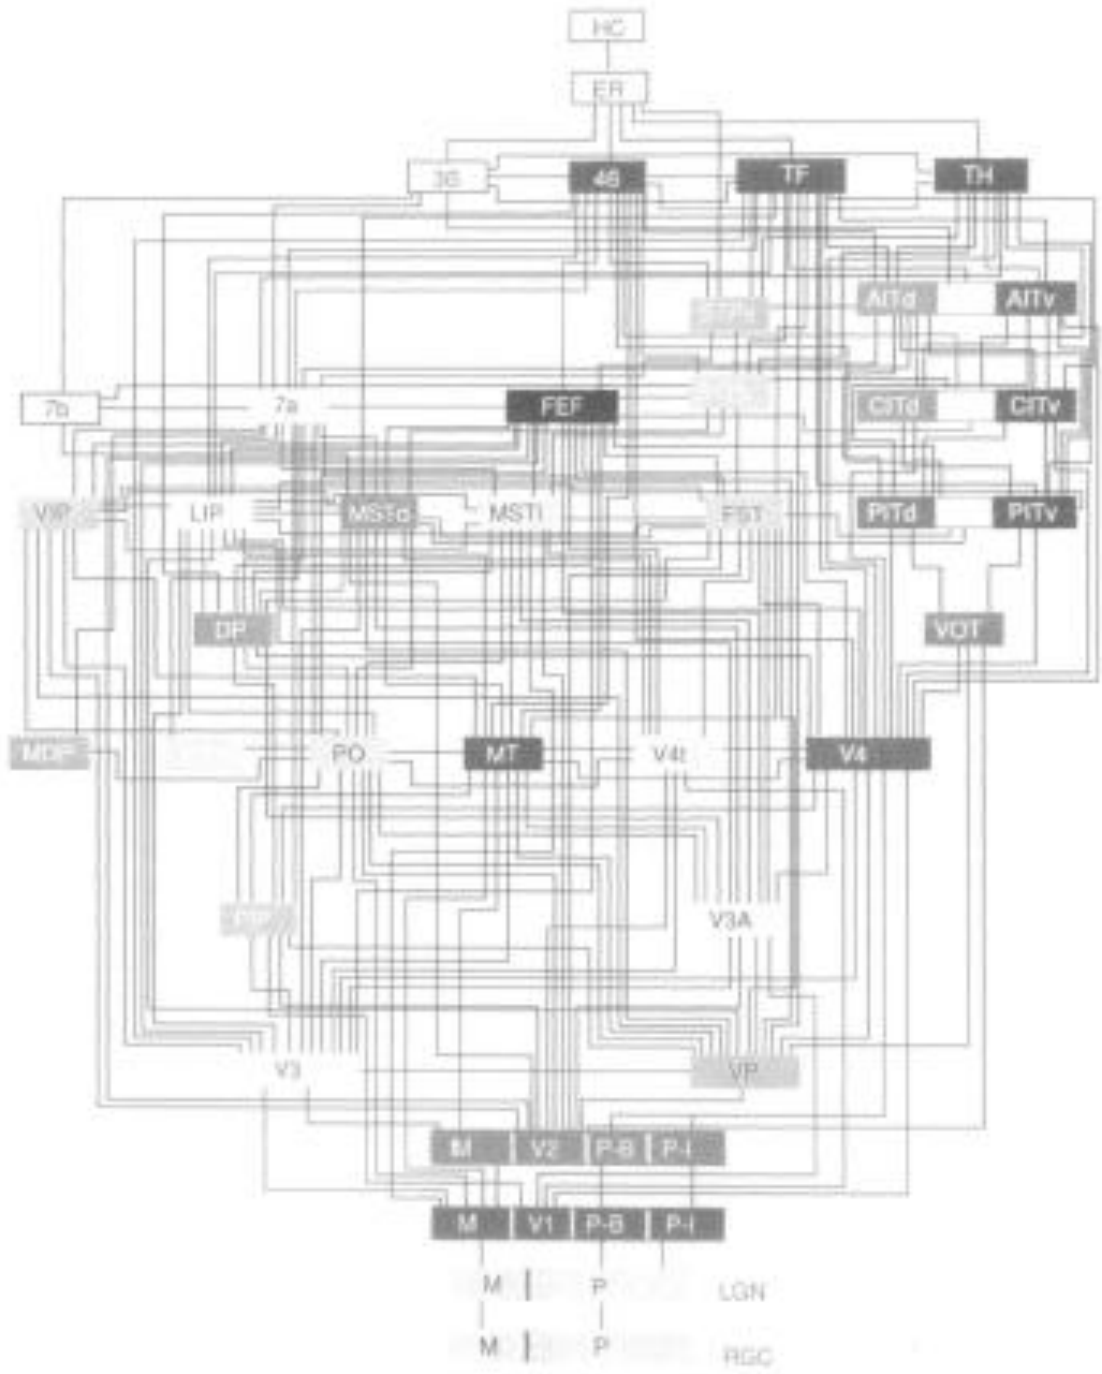 HC
ER
36 46 TF TH
AITd AITv
7b 7a FEF CITd CITv
VIP LIP MSTd MSTl FST PITd PITv
DP VOT
MDP PO MT V4t V4
V3A
V3 VP
M V2 P-B P-I
M V1 P-B P-I
M P LGN
M P RGC